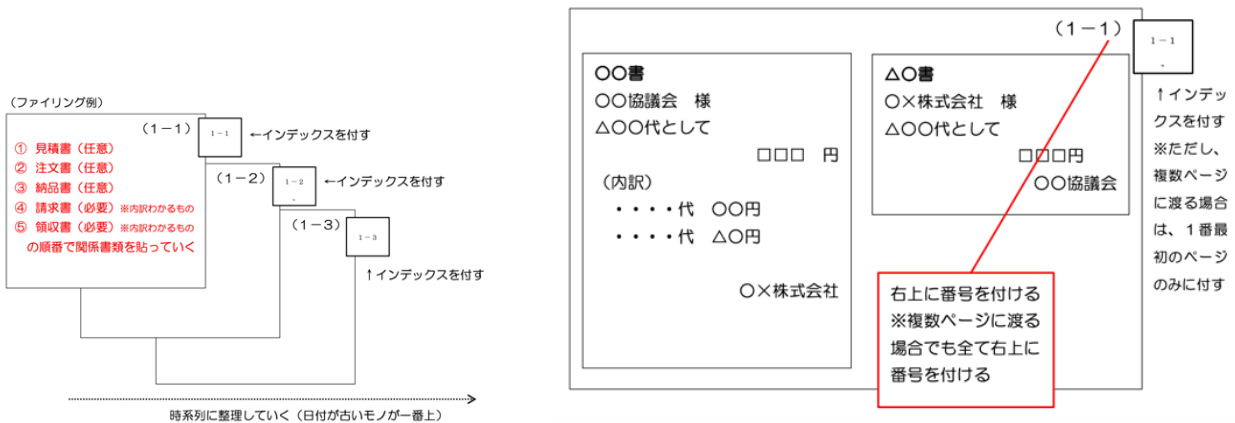 （ファイリング例）
（１－１）
１－１
←インデックスを付す
① 見積書（任意）
② 注文書（任意）
③ 納品書（任意）
④ 請求書（必要）※内訳わかるもの
⑤ 領収書（必要）※内訳わかるもの
の順番で関係書類を貼っていく
（１－２）
１－２
←インデックスを付す
（１－３）
１－３
↑インデックスを付す
時系列に整理していく（日付が古いモノが一番上）
（１－１）
１－１
〇〇書
〇〇協議会　様
△〇〇代として
□□□　円
（内訳）
・・・・代　〇〇円
・・・・代　△〇円
〇×株式会社
△〇書
〇×株式会社　様
△〇〇代として
□□□円
〇〇協議会
↑インデッ
クスを付す
※ただし、
複数ページ
に渡る場合
は、１番最
初のページ
のみに付す
右上に番号を付ける
※複数ページに渡る
場合でも全て右上に
番号を付ける